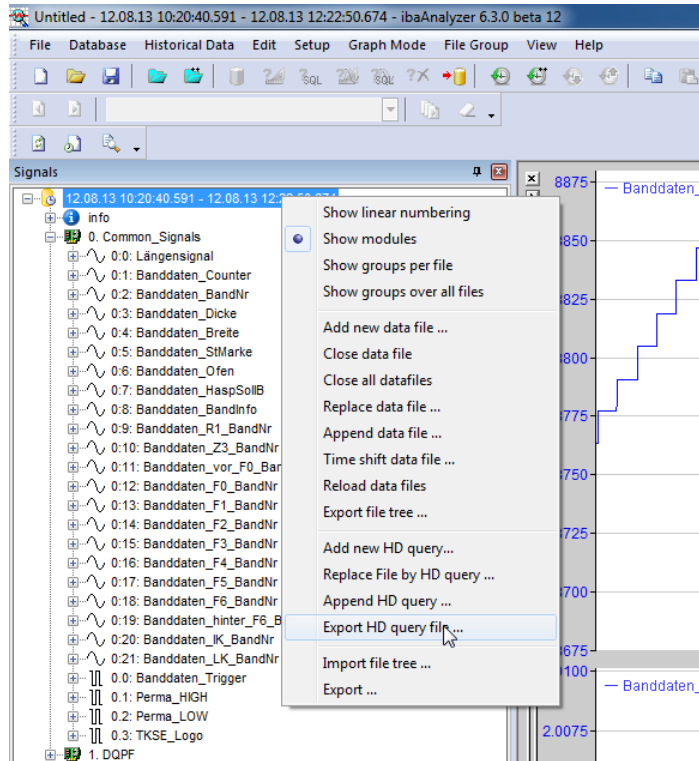 Untitled - 12.08.13 10:20:40.591 - 12.08.13 12:22:50.674 - ibaAnalyzer 6.3.0 beta 12
File Database Historical Data Edit Setup Graph Mode File Group View Help
SQL SQL
Signals
12.08.13 10:20:40.591 - 12.08.13 12:22:50.674
info
0. Common_Signals
0:0: Längensignal
0:1: Banddaten_Counter
0:2: Banddaten_BandNr
0:3: Banddaten_Dicke
0:4: Banddaten_Breite
0:5: Banddaten_StMarke
0:6: Banddaten_Ofen
0:7: Banddaten_HaspSollB
0:8: Banddaten_BandInfo
0:9: Banddaten_R1_BandNr
0:10: Banddaten_Z3_BandNr
0:11: Banddaten_vor_F0_Ban
0:12: Banddaten_F0_BandNr
0:13: Banddaten_F1_BandNr
0:14: Banddaten_F2_BandNr
0:15: Banddaten_F3_BandNr
0:16: Banddaten_F4_BandNr
0:17: Banddaten_F5_BandNr
0:18: Banddaten_F6_BandNr
0:19: Banddaten_hinter_F6_B
0:20: Banddaten_IK_BandNr
0:21: Banddaten_LK_BandNr
0.0: Banddaten_Trigger
0.1: Perma_HIGH
0.2: Perma_LOW
0.3: TKSE_Logo
1. DQPF
Show linear numbering
Show modules
Show groups per file
Show groups over all files
Add new data file ...
Close data file
Close all datafiles
Replace data file ...
Append data file ...
Time shift data file ...
Reload data files
Export file tree ...
Add new HD query...
Replace File by HD query ...
Append HD query ...
Export HD query file ...
Import file tree ...
Export ...
8875
Banddaten_
8850
8825
8800
8775
8750
8725
8700
8675
0100
Banddaten_
2.0075